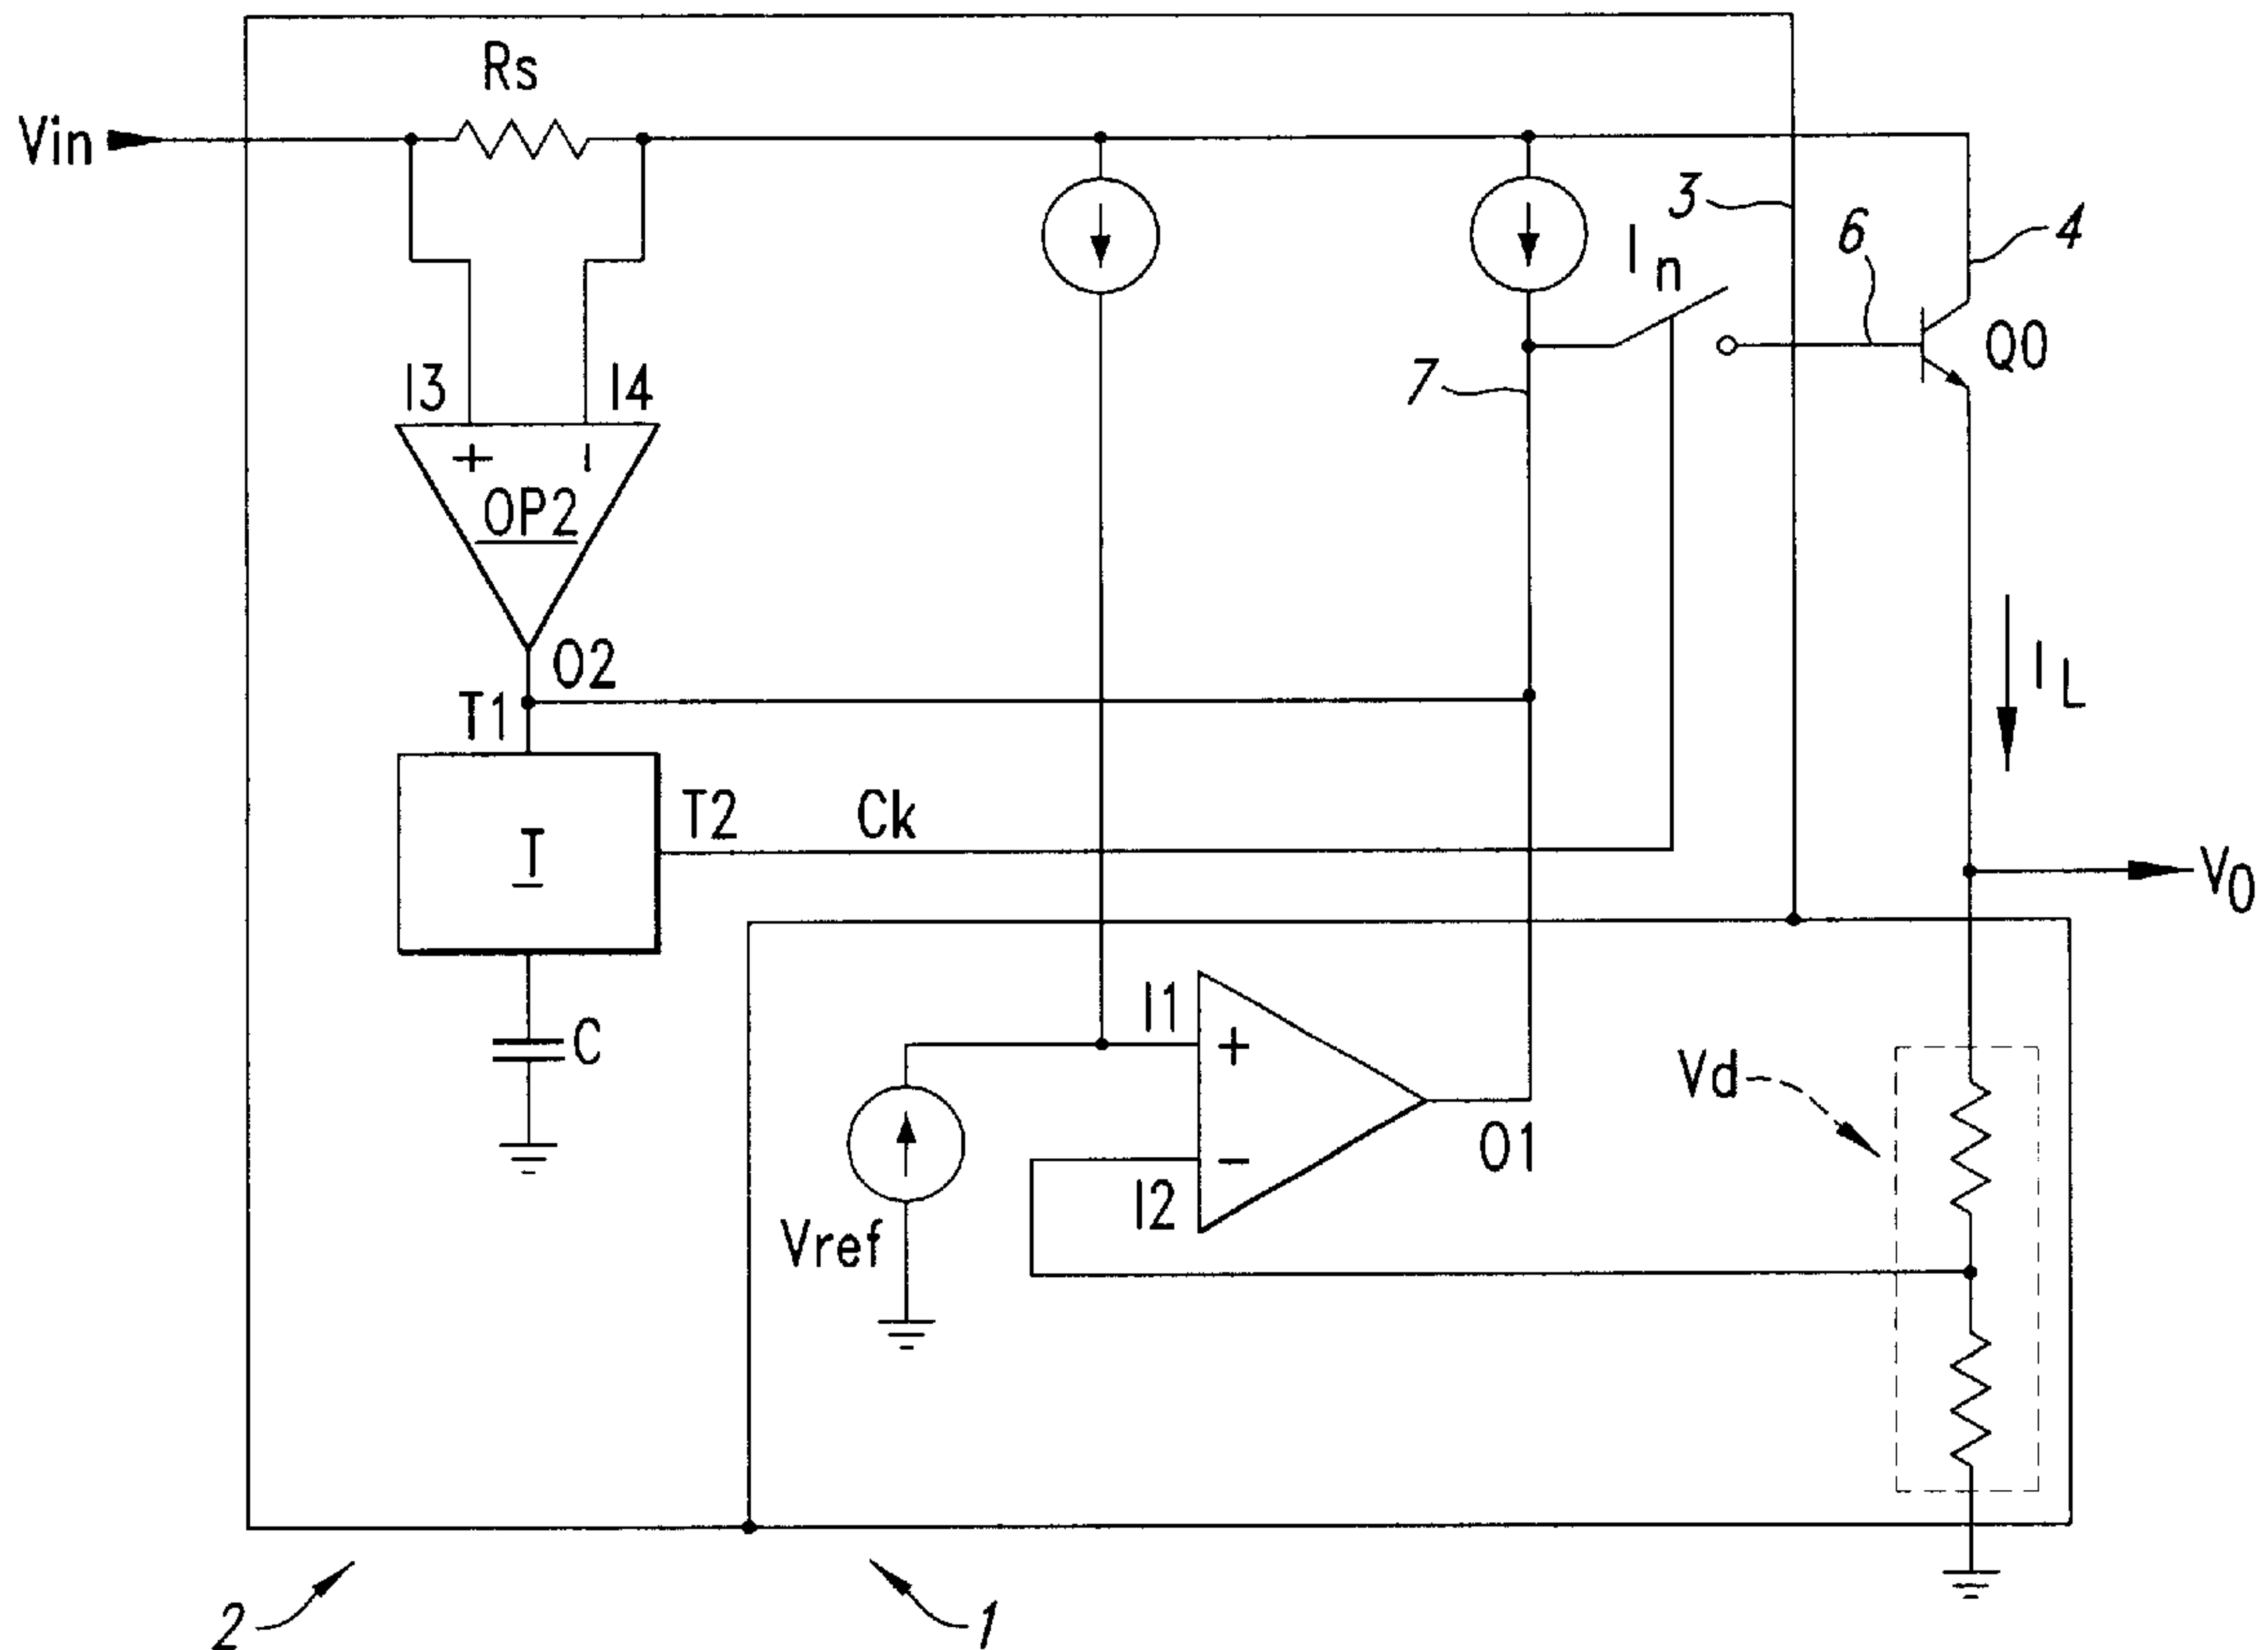 Rs
Vin
3
6
4
In
Q0
I3
I4
7
+
-
OP2
O2
T1
IL
T2
Ck
T
VO
I1
C
+
Vd
O1
-
I2
Vref
2
1